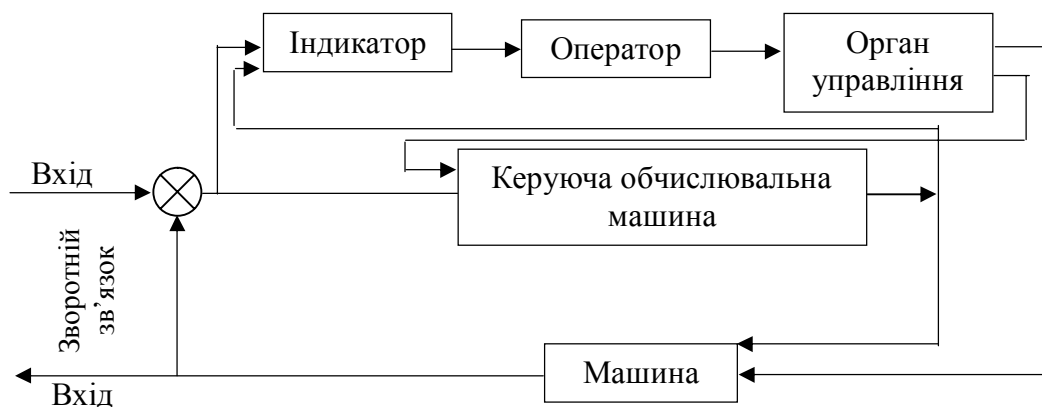 Індикатор
Оператор
Орган
управління
Вхід
Керуюча обчислювальна
машина
Зворотній
зв’язок
Машина
Вхід